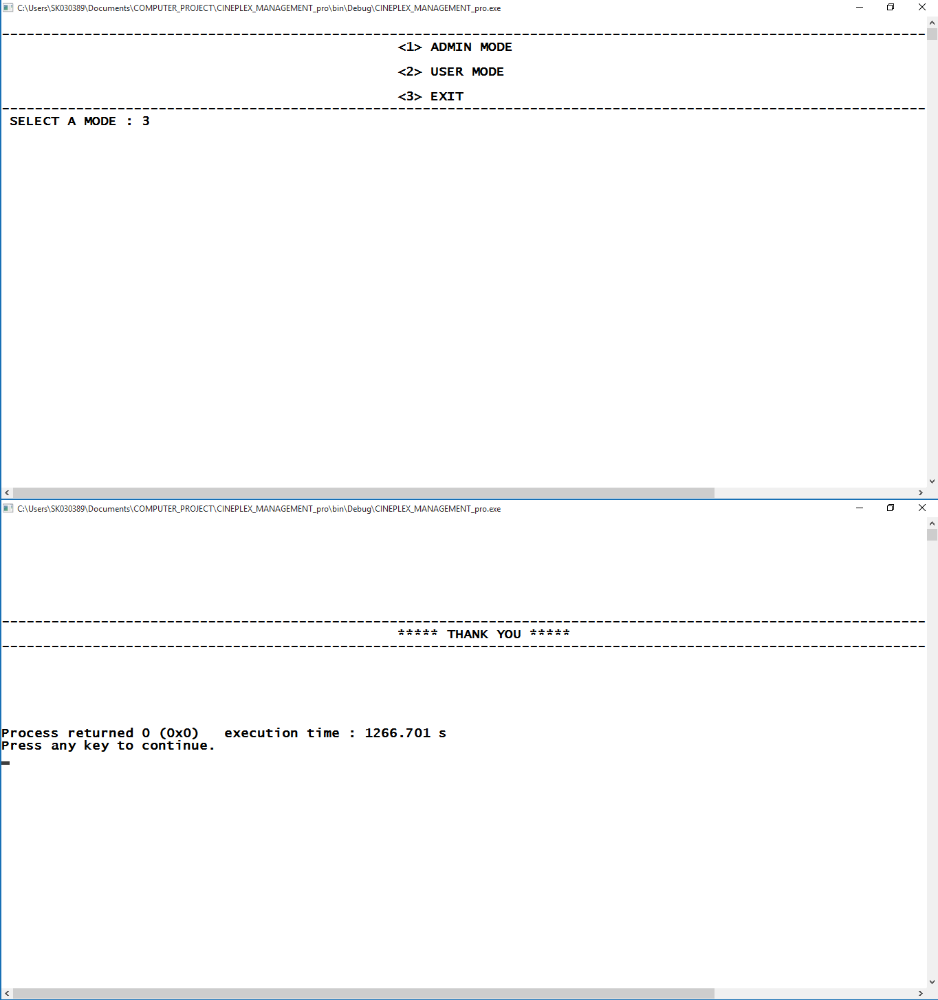 C:\Users\SK030389\Documents\COMPUTER_PROJECT\CINEPLEX_MANAGEMENT_pro\bin\Debug\CINEPLEX_MANAGEMENT_pro.exe
----------------------------------------------------------------------------------------------------------------
<1> ADMIN MODE
<2> USER MODE
<3> EXIT
----------------------------------------------------------------------------------------------------------------
SELECT A MODE : 3
C:\Users\SK030389\Documents\COMPUTER_PROJECT\CINEPLEX_MANAGEMENT_pro\bin\Debug\CINEPLEX_MANAGEMENT_pro.exe
----------------------------------------------------------------------------------------------------------------
***** THANK YOU *****
----------------------------------------------------------------------------------------------------------------
Process returned 0 (0x0)   execution time : 1266.701 s
Press any key to continue.